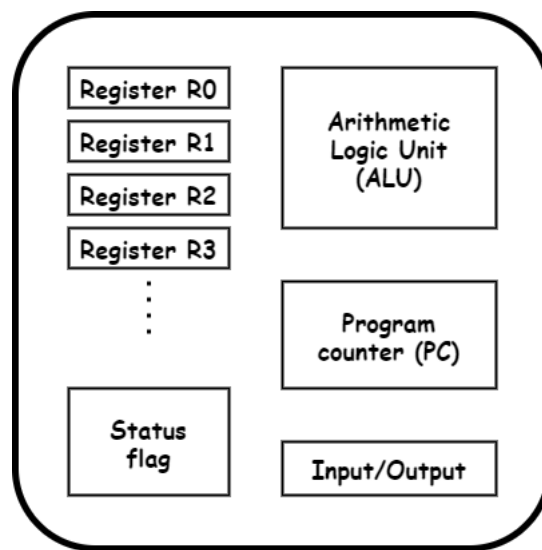 Register R0
Register R1
Register R2
Register R3
Status
flag
Arithmetic
Logic Unit
(ALU)
Program
counter (PC)
Input/Output